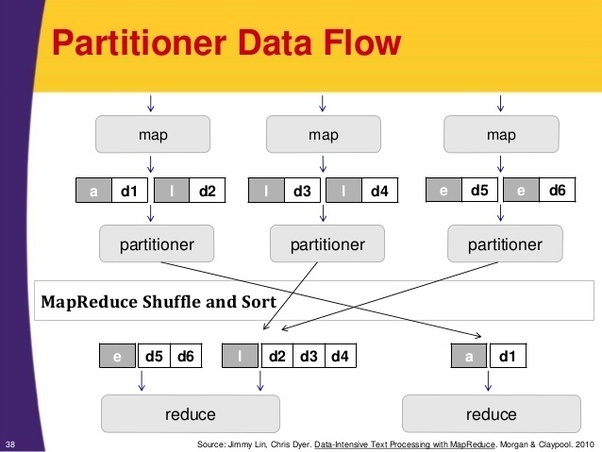 Partitioner Data Flow
map map map
a d1 l d2 l d3 l d4 e d5 e d6
partitioner partitioner partitioner
MapReduce Shuffle and Sort
e d5 d6 l d2 d3 d4 a d1
reduce reduce
38 Source: Jimmy Lin, Chris Dyer. Data-Intensive Text Processing with MapReduce. Morgan & Claypool. 2010